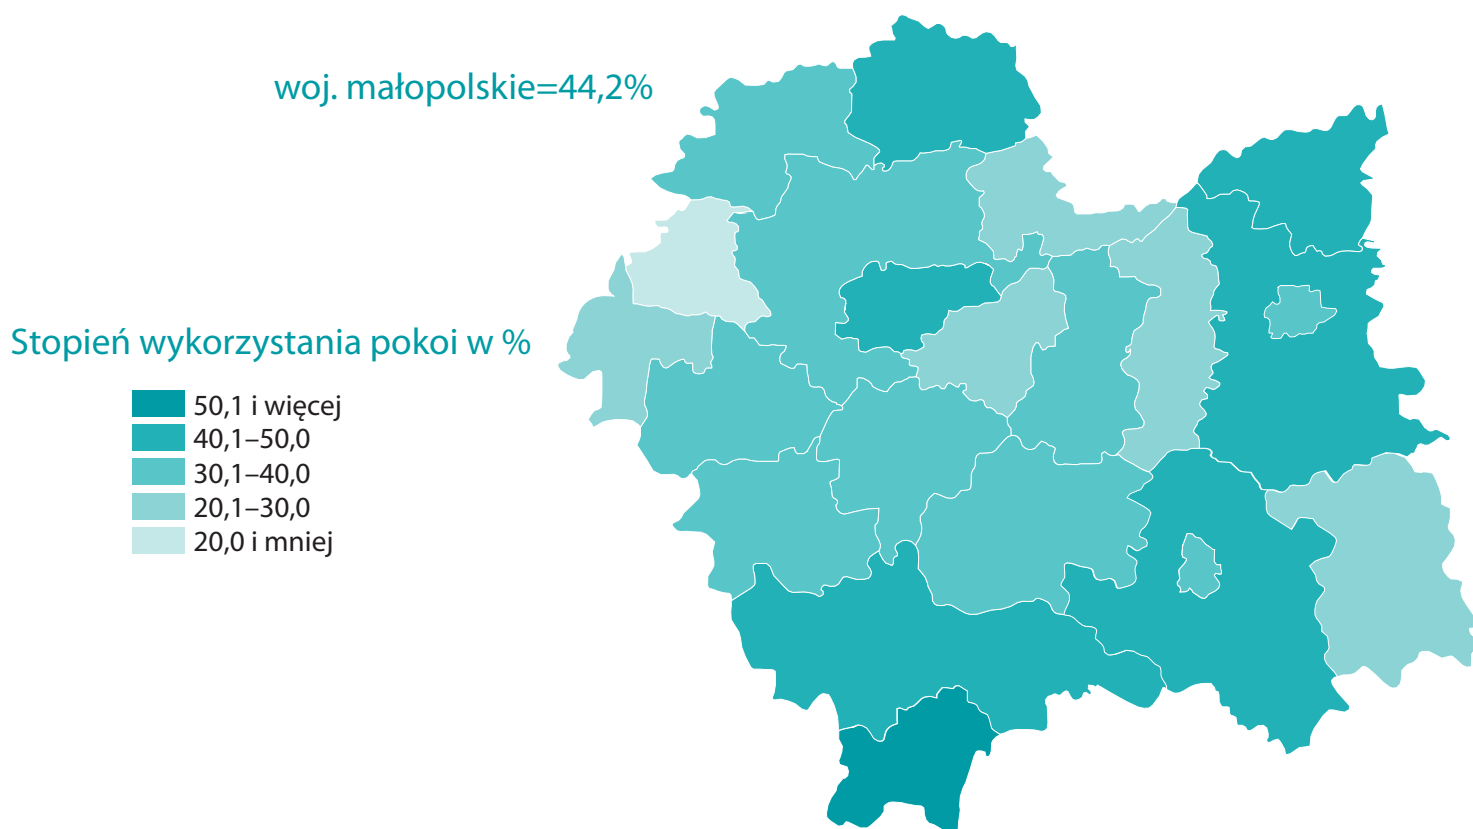 woj. małopolskie=44,2%
Stopień wykorzystania pokoi w %
50,1 i więcej
40,1–50,0
30,1–40,0
20,1–30,0
20,0 i mniej